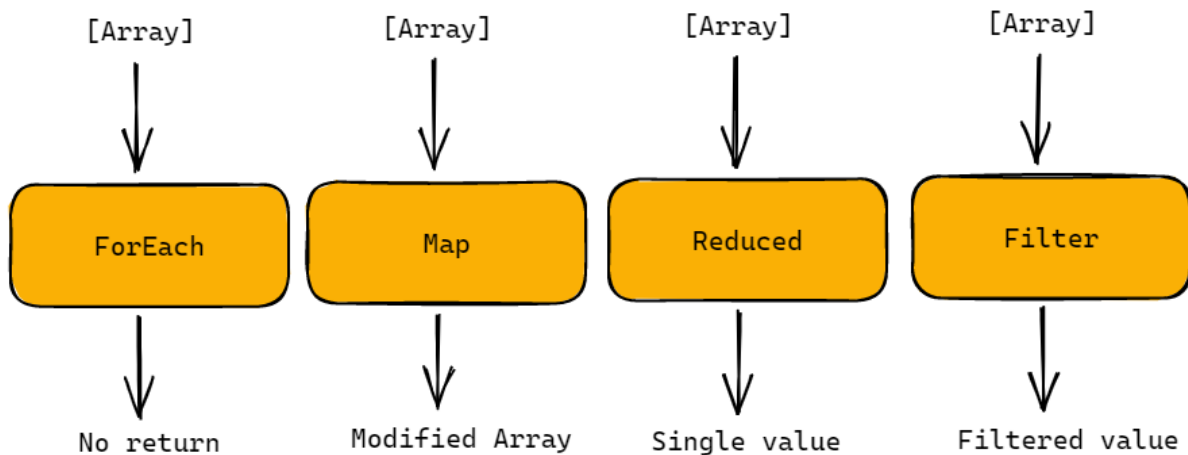 [Array]
[Array]
[Array]
[Array]
ForEach
Map
Reduced
Filter
No return
Modified Array
Single value
Filtered value